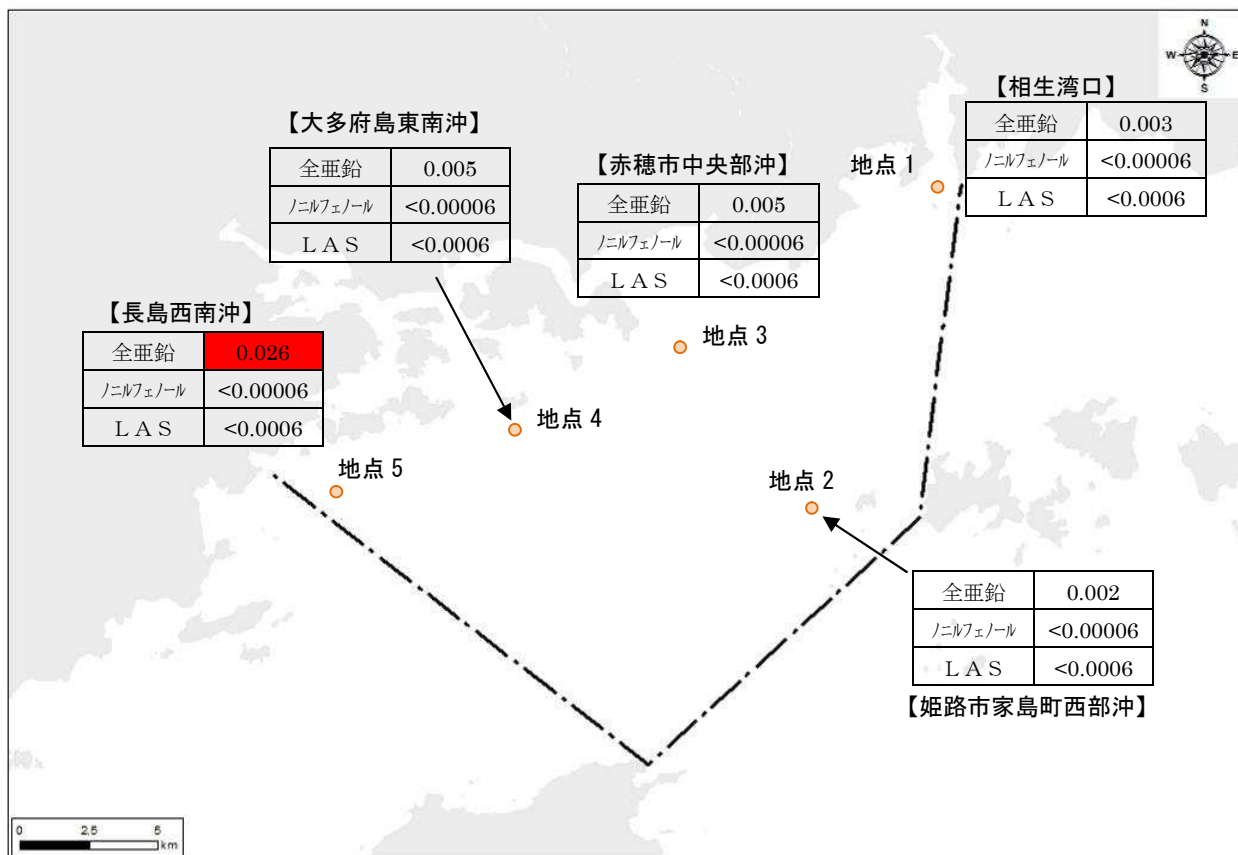 N
W E
S
【相生湾口】
全亜鉛 0.003
ノニルフェノール <0.00006
ＬＡＳ <0.0006
地点 1
【大多府島東南沖】
全亜鉛 0.005
ノニルフェノール <0.00006
ＬＡＳ <0.0006
【赤穂市中央部沖】
全亜鉛 0.005
ノニルフェノール <0.00006
ＬＡＳ <0.0006
地点 3
【長島西南沖】
全亜鉛 0.026
ノニルフェノール <0.00006
ＬＡＳ <0.0006
地点 4
地点 5
地点 2
全亜鉛 0.002
ノニルフェノール <0.00006
ＬＡＳ <0.0006
【姫路市家島町西部沖】
0 2.5 5
km